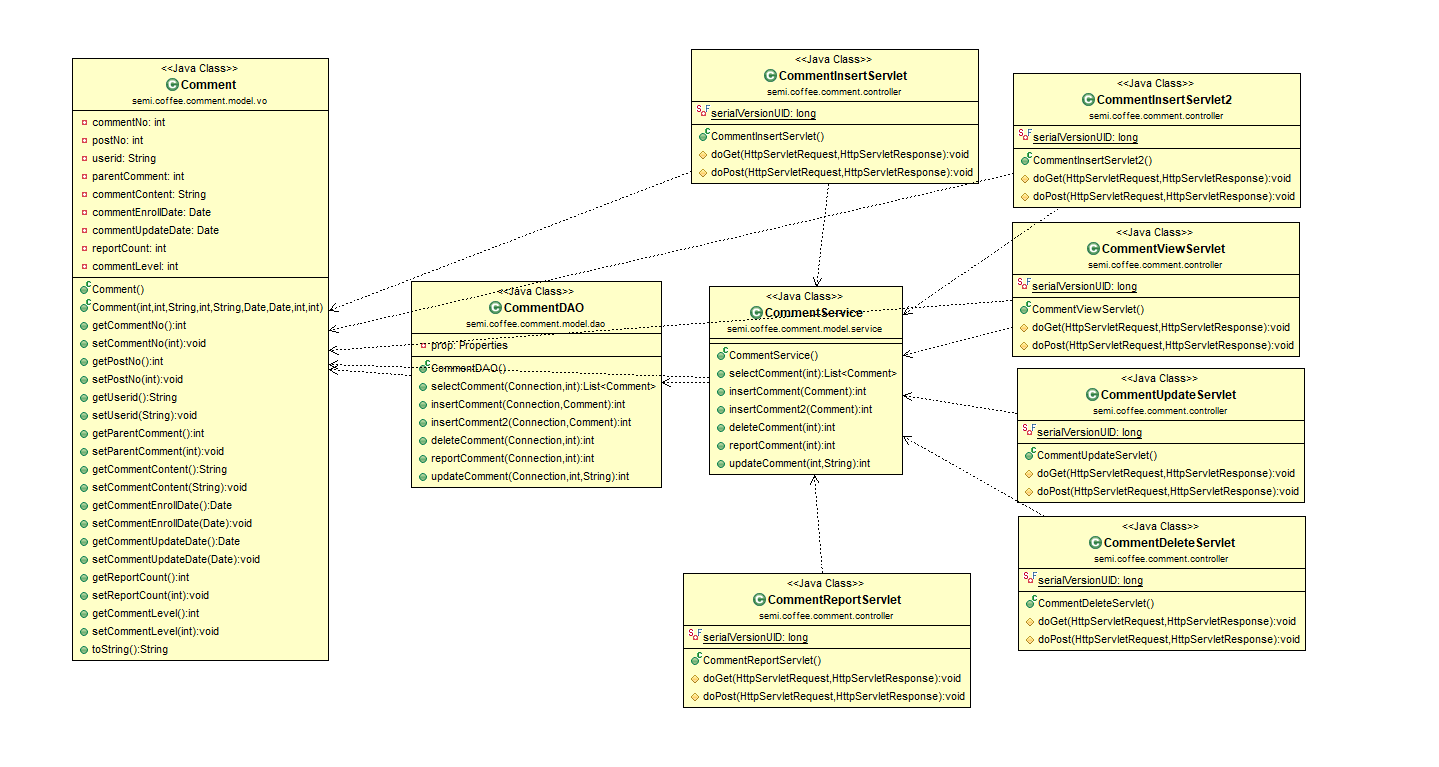 <<Java Class>>
Comment
semi.coffee.comment.model.vo
commentNo: int
postNo: int
userid: String
parentComment: int
commentContent: String
commentEnrollDate: Date
commentUpdateDate: Date
reportCount: int
commentLevel: int
Comment()
Comment(int,int,String,int,String,Date,Date,int,int)
getCommentNo():int
setCommentNo(int):void
getPostNo():int
setPostNo(int):void
getUserid():String
setUserid(String):void
getParentComment():int
setParentComment(int):void
getCommentContent():String
setCommentContent(String):void
getCommentEnrollDate():Date
setCommentEnrollDate(Date):void
getCommentUpdateDate():Date
setCommentUpdateDate(Date):void
getReportCount():int
setReportCount(int):void
getCommentLevel():int
setCommentLevel(int):void
toString():String
<<Java Class>>
CommentDAO
semi.coffee.comment.model.dao
prop: Properties
CommentDAO()
selectComment(Connection,int):List<Comment>
insertComment(Connection,Comment):int
insertComment2(Connection,Comment):int
deleteComment(Connection,int):int
reportComment(Connection,int):int
updateComment(Connection,int,String):int
<<Java Class>>
CommentInsertServlet
semi.coffee.comment.controller
serialVersionUID: long
CommentInsertServlet()
doGet(HttpServletRequest,HttpServletResponse):void
doPost(HttpServletRequest,HttpServletResponse):void
<<Java Class>>
CommentService
semi.coffee.comment.model.service
CommentService()
selectComment(int):List<Comment>
insertComment(Comment):int
insertComment2(Comment):int
deleteComment(int):int
reportComment(int):int
updateComment(int,String):int
<<Java Class>>
CommentReportServlet
semi.coffee.comment.controller
serialVersionUID: long
CommentReportServlet()
doGet(HttpServletRequest,HttpServletResponse):void
doPost(HttpServletRequest,HttpServletResponse):void
<<Java Class>>
CommentInsertServlet2
semi.coffee.comment.controller
serialVersionUID: long
CommentInsertServlet2()
doGet(HttpServletRequest,HttpServletResponse):void
doPost(HttpServletRequest,HttpServletResponse):void
<<Java Class>>
CommentViewServlet
semi.coffee.comment.controller
serialVersionUID: long
CommentViewServlet()
doGet(HttpServletRequest,HttpServletResponse):void
doPost(HttpServletRequest,HttpServletResponse):void
<<Java Class>>
CommentUpdateServlet
semi.coffee.comment.controller
serialVersionUID: long
CommentUpdateServlet()
doGet(HttpServletRequest,HttpServletResponse):void
doPost(HttpServletRequest,HttpServletResponse):void
<<Java Class>>
CommentDeleteServlet
semi.coffee.comment.controller
serialVersionUID: long
CommentDeleteServlet()
doGet(HttpServletRequest,HttpServletResponse):void
doPost(HttpServletRequest,HttpServletResponse):void